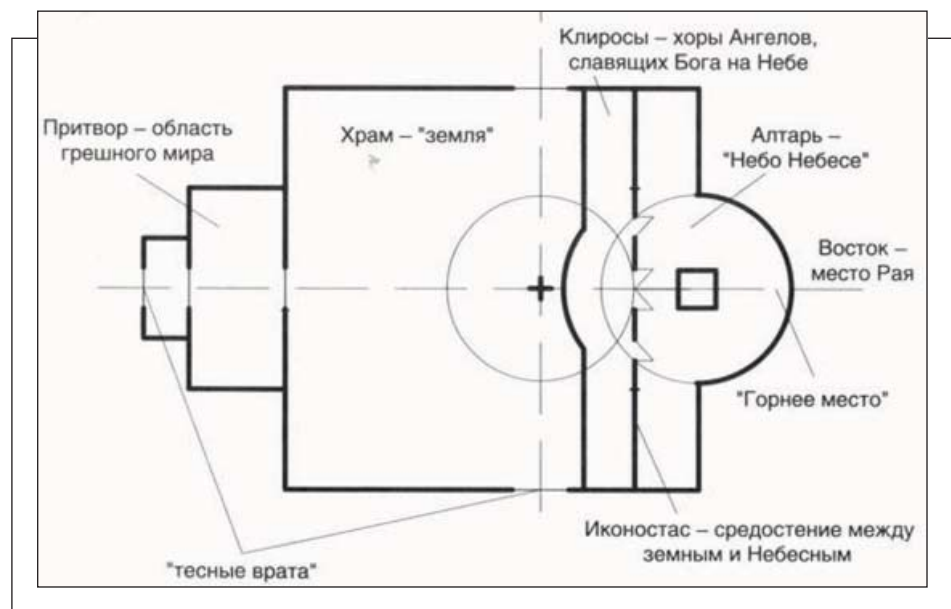 Клиросы – хоры Ангелов,
славящих Бога на Небе
Притвор – область
грешного мира
Храм – "земля"
Алтарь –
"Небо Небесе"
Восток –
место Рая
"Горнее место"
Иконостас – средостение между
земным и Небесным
"тесные врата"